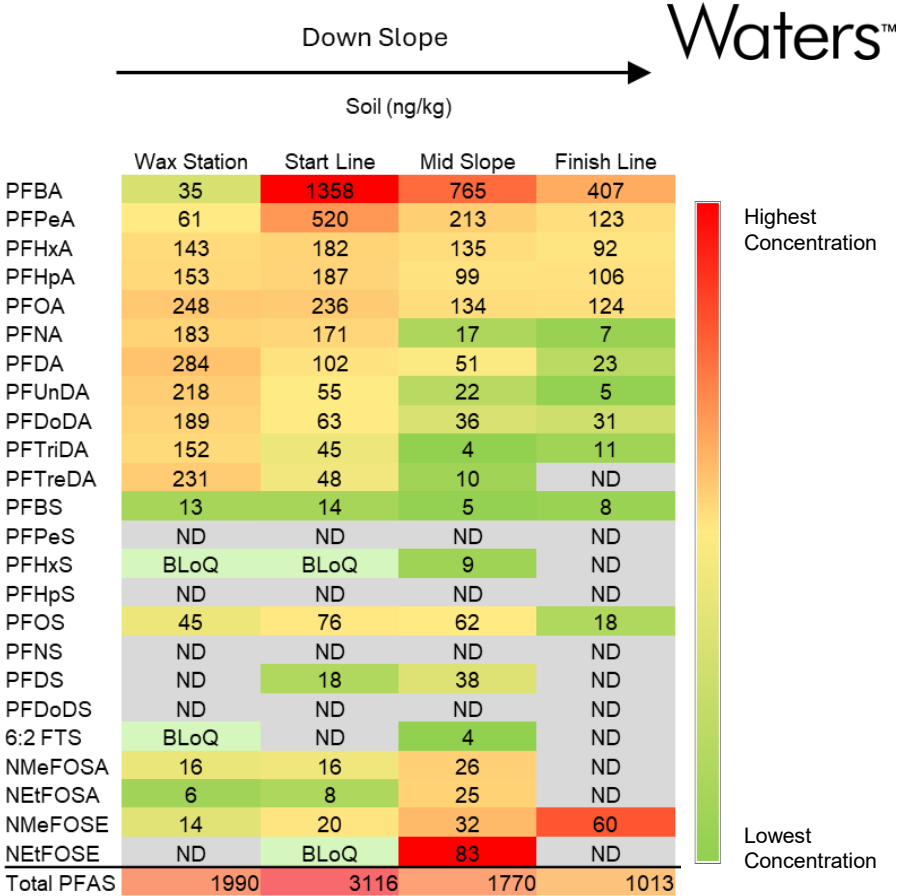 Down Slope
Waters™
Soil (ng/kg)
Wax Station Start Line Mid Slope Finish Line
PFBA 35 1358 765 407
PFPeA 61 520 213 123
PFHxA 143 182 135 92
PFHpA 153 187 99 106
PFOA 248 236 134 124
PFNA 183 171 17 7
PFDA 284 102 51 23
PFUnDA 218 55 22 5
PFDoDA 189 63 36 31
PFTriDA 152 45 4 11
PFTreDA 231 48 10 ND
PFBS 13 14 5 8
PFPeS ND ND ND ND
PFHxS BLoQ BLoQ 9 ND
PFHpS ND ND ND ND
PFOS 45 76 62 18
PFNS ND ND ND ND
PFDS ND 18 38 ND
PFDoDS ND ND ND ND
6:2 FTS BLoQ ND 4 ND
NMeFOSA 16 16 26 ND
NEtFOSA 6 8 25 ND
NMeFOSE 14 20 32 60
NEtFOSE ND BLoQ 83 ND
Total PFAS 1990 3116 1770 1013
Highest
Concentration
Lowest
Concentration